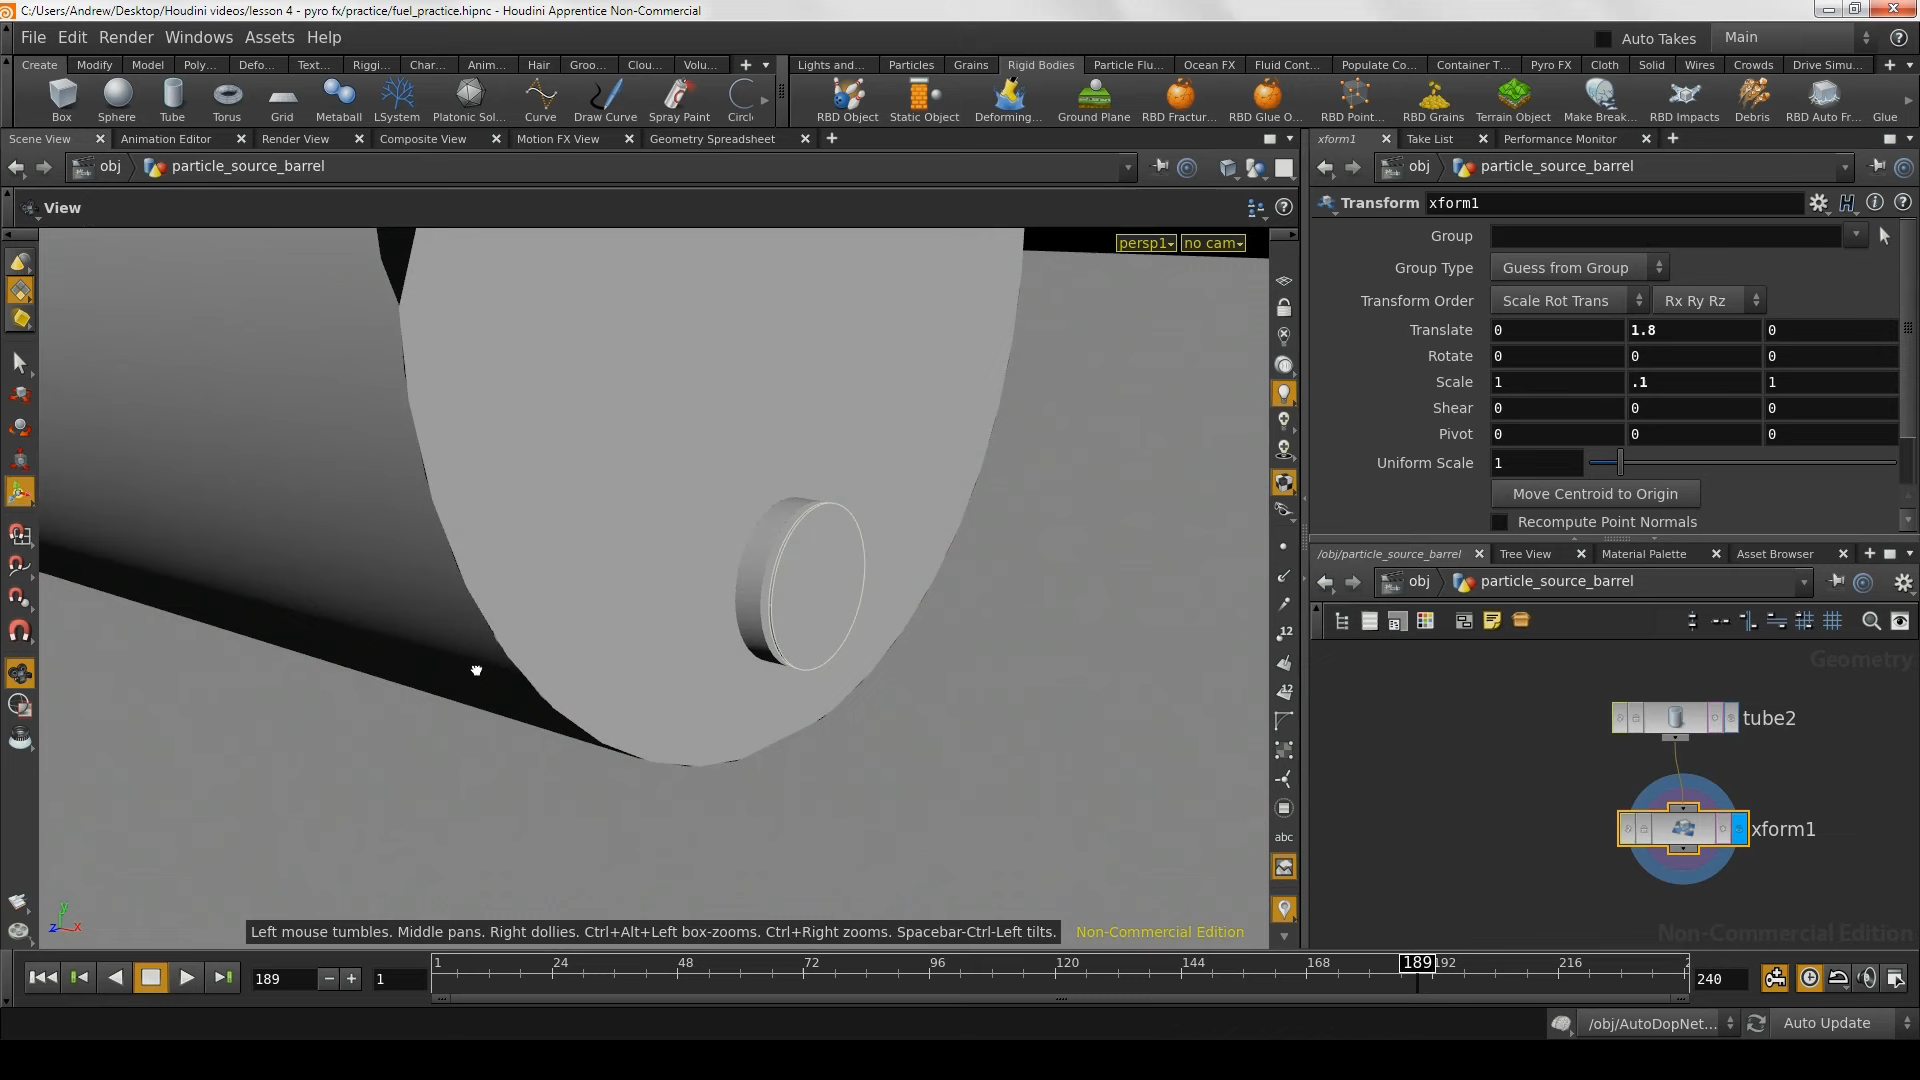 C:/Users/Andrew/Desktop/Houdini videos/lesson 4 - pyro fx/practice/fuel_practice.hipnc - Houdini Apprentice Non-Commercial
File Edit Render Windows Assets Help
Auto Takes Main
Create Modify Model Poly... Defo... Text... Riggi... Char... Anim... Hair Groo... Clou... Volu...
Lights and... Particles Grains Rigid Bodies Particle Flu... Ocean FX Fluid Cont... Populate Co... Container T... Pyro FX Cloth Solid Wires Crowds Drive Simu...
Box Sphere Tube Torus Grid Metaball LSystem Platonic Sol... Curve Draw Curve Spray Paint Circl
RBD Object Static Object Deforming... Ground Plane RBD Fractur... RBD Glue O... RBD Point... RBD Grains Terrain Object Make Break... RBD Impacts Debris RBD Auto Fr... Glue
Scene View Animation Editor Render View Composite View Motion FX View Geometry Spreadsheet
xform1 Take List Performance Monitor
obj particle_source_barrel
obj particle_source_barrel
View
Transform xform1
persp1 no cam
Group
Group Type Guess from Group
Transform Order Scale Rot Trans Rx Ry Rz
Translate 0 1.8 0
Rotate 0 0 0
Scale 1 .1 1
Shear 0 0 0
Pivot 0 0 0
Uniform Scale 1
Move Centroid to Origin
Recompute Point Normals
/obj/particle_source_barrel Tree View Material Palette Asset Browser
obj particle_source_barrel
12
12
abc
Geometry
tube2
xform1
Non-Commercial Edition
y
z x
Left mouse tumbles. Middle pans. Right dollies. Ctrl+Alt+Left box-zooms. Ctrl+Right zooms. Spacebar-Ctrl-Left tilts.
Non-Commercial Edition
189 1
1 24 48 72 96 120 144 168 189 192 216 2
240
/obj/AutoDopNet... Auto Update